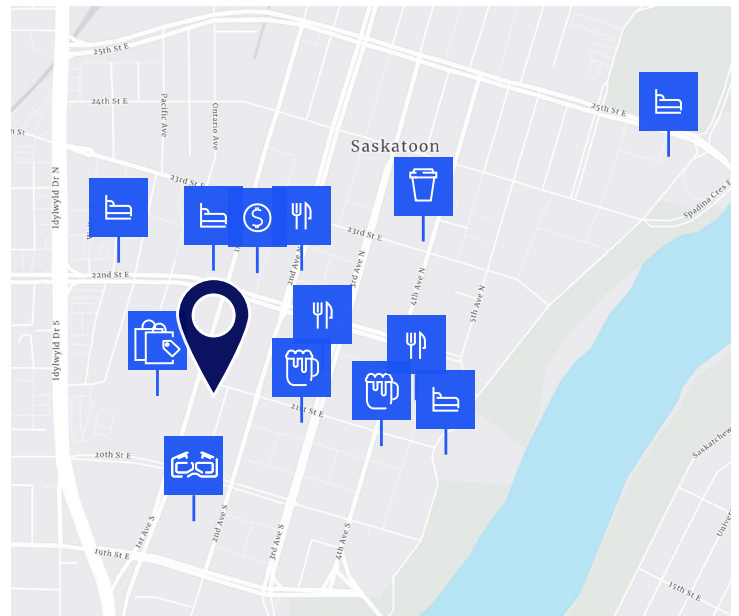 25th St E
24th St E
Pacific Ave
Ontario Ave
25th St E
n St
Saskatoon
Idylwyld Dr N
23rd St E
Spadina Cres E
$
23rd St E
2nd Ave N
3rd Ave N
22nd St E
4th Ave N
5th Ave N
Idylwyld Dr S
21st St E
20th St E
Saskatchew
Univer
1st Ave S
2nd Ave S
3rd Ave S
4th Ave S
19th St E
15th St E